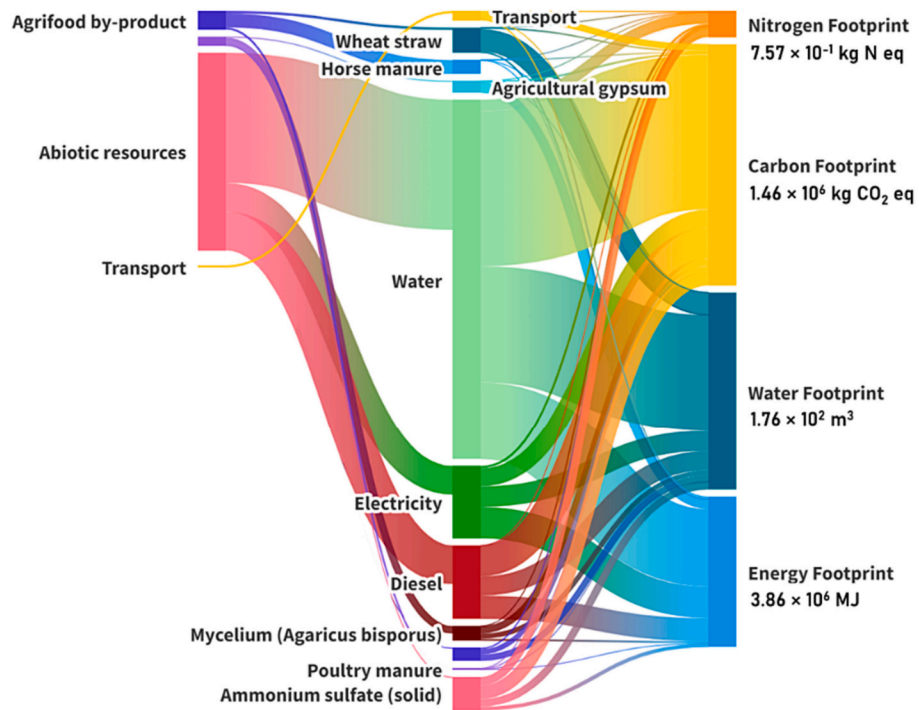 Agrifood by-product
Abiotic resources
Transport
Transport
Wheat straw
Horse manure
Agricultural gypsum
Water
Electricity
Diesel
Mycelium (Agaricus bisporus)
Poultry manure
Ammonium sulfate (solid)
Nitrogen Footprint
7.57 × 10⁻¹ kg N eq
Carbon Footprint
1.46 × 10⁶ kg CO₂ eq
Water Footprint
1.76 × 10² m³
Energy Footprint
3.86 × 10⁶ MJ